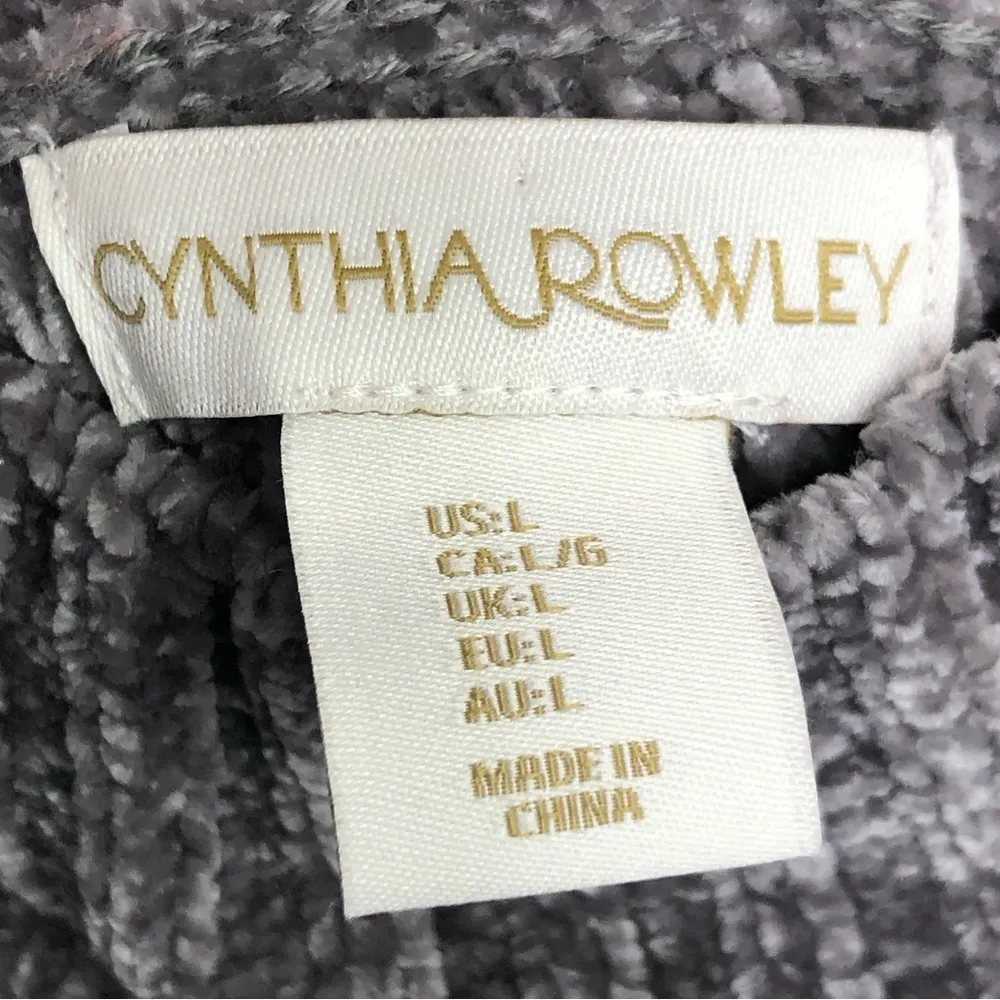 CYNTHIA ROWLEY
US:L
CA:L/G
UK:L
EU:L
AU:L
MADE IN
CHINA